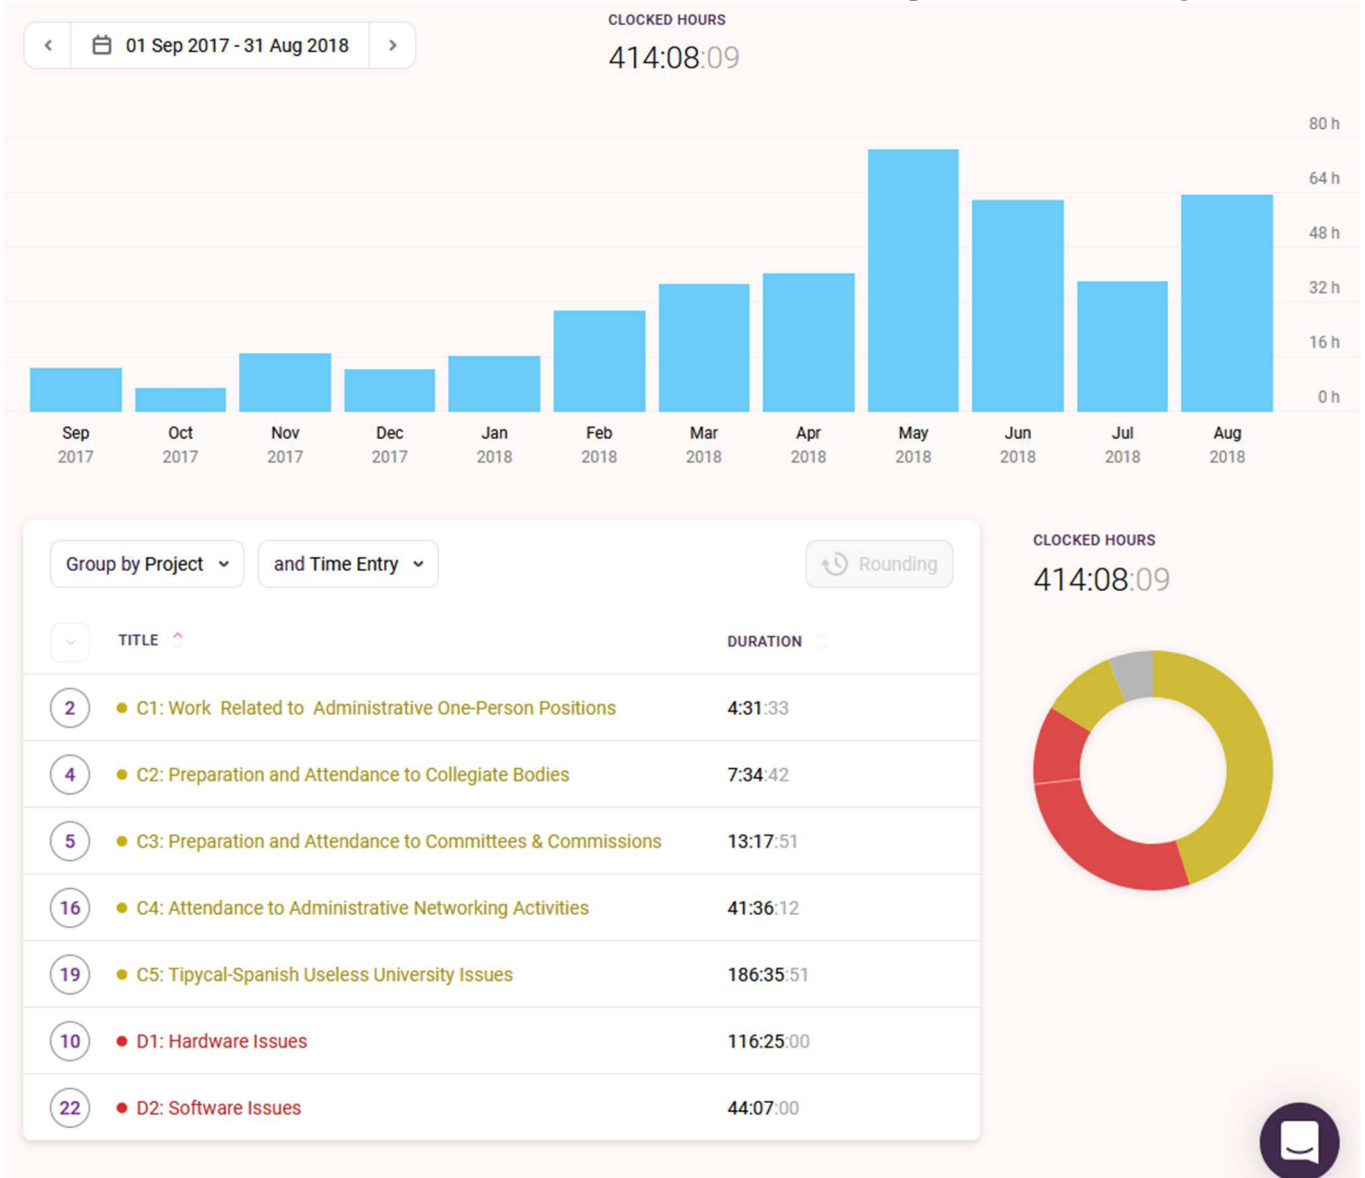 CLOCKED HOURS
01 Sep 2017 - 31 Aug 2018
414:08:09
80 h
64 h
48 h
32 h
16 h
0 h
Sep Oct Nov Dec Jan Feb Mar Apr May Jun Jul Aug
2017 2017 2017 2017 2018 2018 2018 2018 2018 2018 2018 2018
Group by Project and Time Entry Rounding
TITLE DURATION
2 C1: Work Related to Administrative One-Person Positions 4:31:33
4 C2: Preparation and Attendance to Collegiate Bodies 7:34:42
5 C3: Preparation and Attendance to Committees & Commissions 13:17:51
16 C4: Attendance to Administrative Networking Activities 41:36:12
19 C5: Tipycal-Spanish Useless University Issues 186:35:51
10 D1: Hardware Issues 116:25:00
22 D2: Software Issues 44:07:00
CLOCKED HOURS
414:08:09